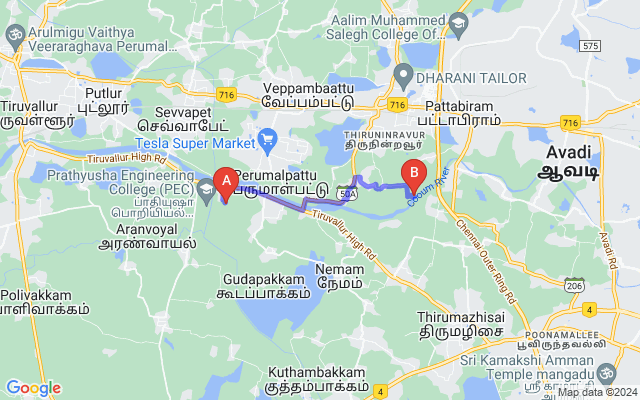 Arulmigu Vaithya
Veeraraghava Perumal...
Aalim Muhammed
Salegh College Of...
575
DHARANI TAILOR
Veppambaattu
வேப்பம்பட்டு
Putlur
புட்லூர்
716
716
716
Pattabiram
பட்டாபிராம்
Tiruvallur
ருவள்ளூர்
Sevvapet
செவ்வாபேட்
THIRUNINRAVUR
திருநின்றவூர்
Tesla Super Market
Avadi
ஆவடி
Tiruvallur High Rd
Perumalpattu
பெருமாள்பட்டு
Prathyusha Engineering
College (PEC)
பிரதியுஷா
பொறியியல்...
A
B
50A
Cooum River
Aranvoyal
அரண்வாயல்
Tiruvallur High Rd
Chennai Outer Ring Rd
Avadi Rd
Nemam
நேமம்
Gudapakkam
கூடப்பாக்கம்
206
Polivakkam
பாளிவாக்கம்
Thirumazhisai
திருமழிசை
4
POONAMALLEE
பூவிருந்தவல்லி
Sri Kamakshi Amman
Temple mangadu
ஸ்ரீ காமாட்சி
Kuthambakkam
குத்தம்பாக்கம்
4
4
Google
Map data ©2024